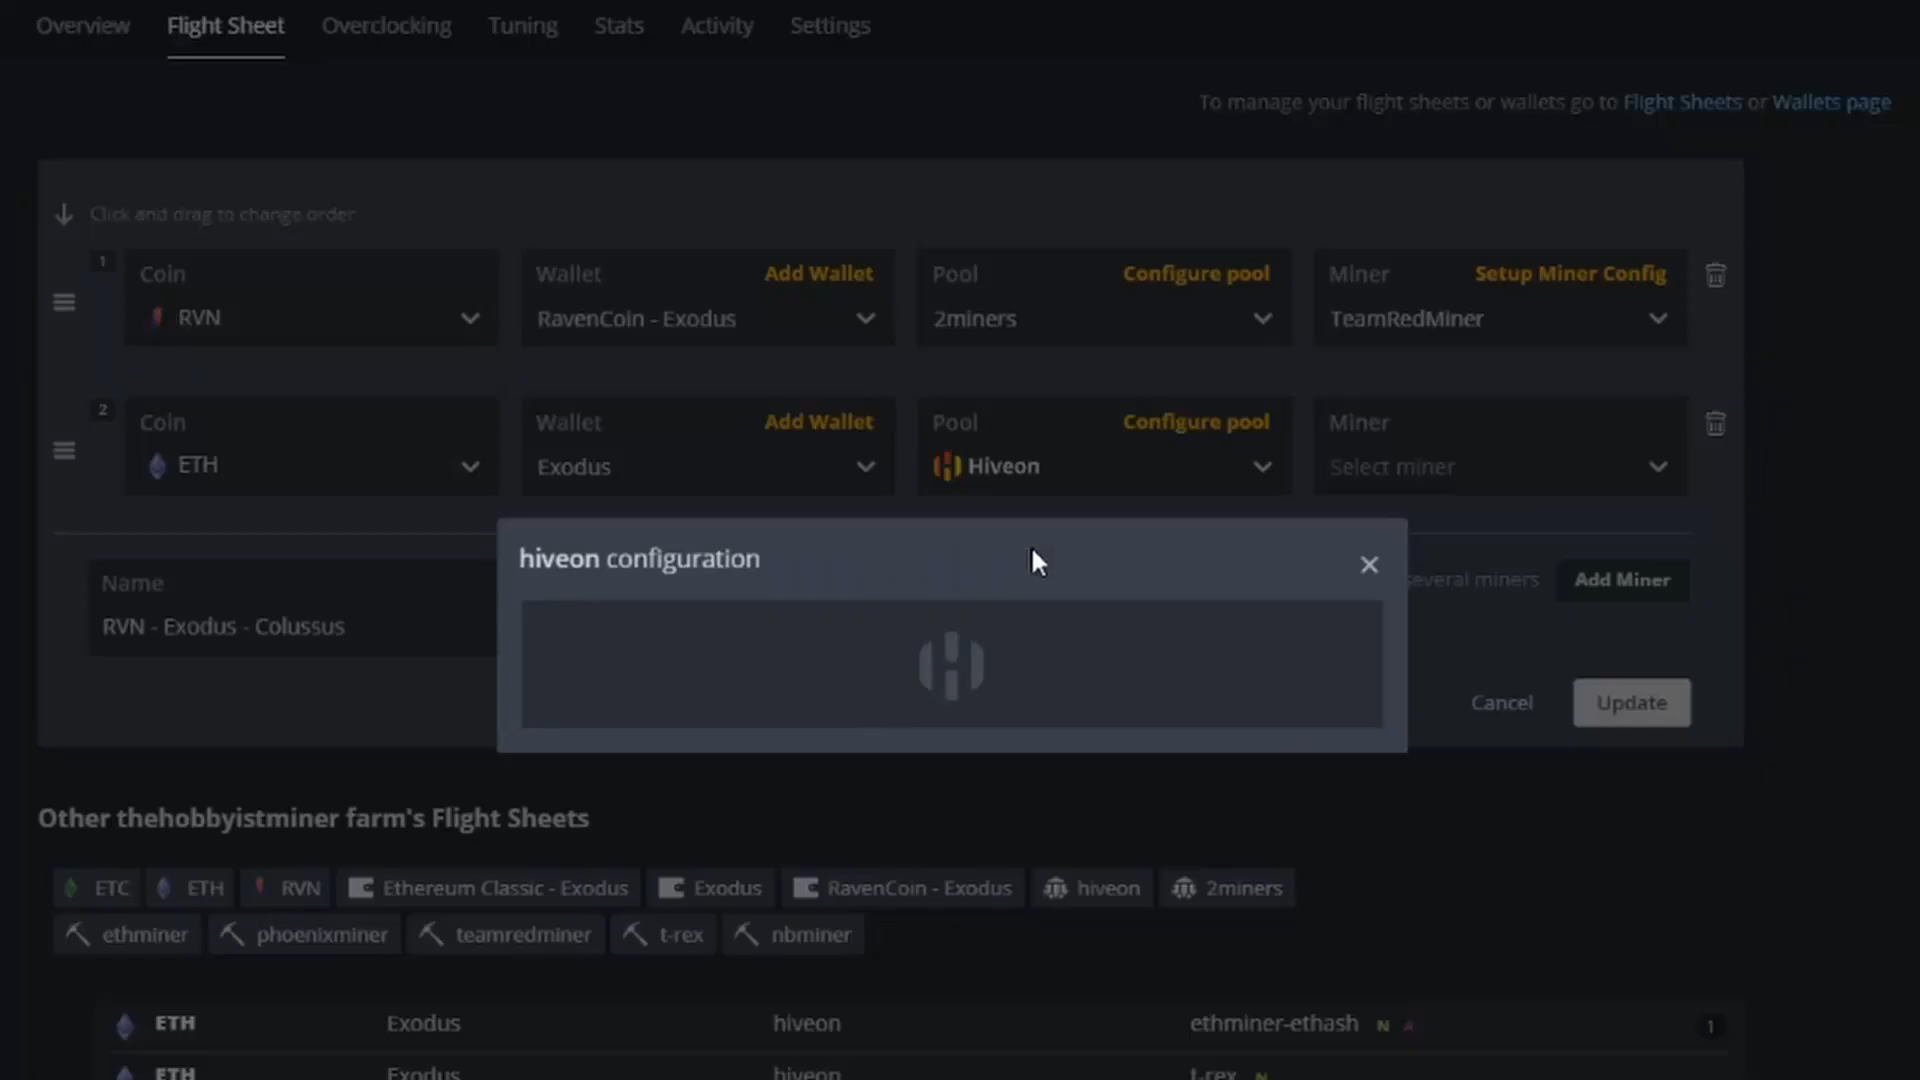 Overview Flight Sheet Overclocking Tuning Stats Activity Settings
To manage your flight sheets or wallets go to Flight Sheets or Wallets page
Click and drag to change order
1
Coin
RVN
Wallet Add Wallet
RavenCoin - Exodus
Pool Configure pool
2miners
Miner Setup Miner Config
TeamRedMiner
2
Coin
ETH
Wallet Add Wallet
Exodus
Pool Configure pool
Hiveon
Miner
Select miner
hiveon configuration
Name
RVN - Exodus - Colussus
several miners Add Miner
Cancel Update
Other thehobbyistminer farm's Flight Sheets
ETC ETH RVN Ethereum Classic - Exodus Exodus RavenCoin - Exodus hiveon 2miners
ethminer phoenixminer teamredminer t-rex nbminer
ETH Exodus hiveon ethminer-ethash N A 1
ETH Exodus hiveon t-rex N